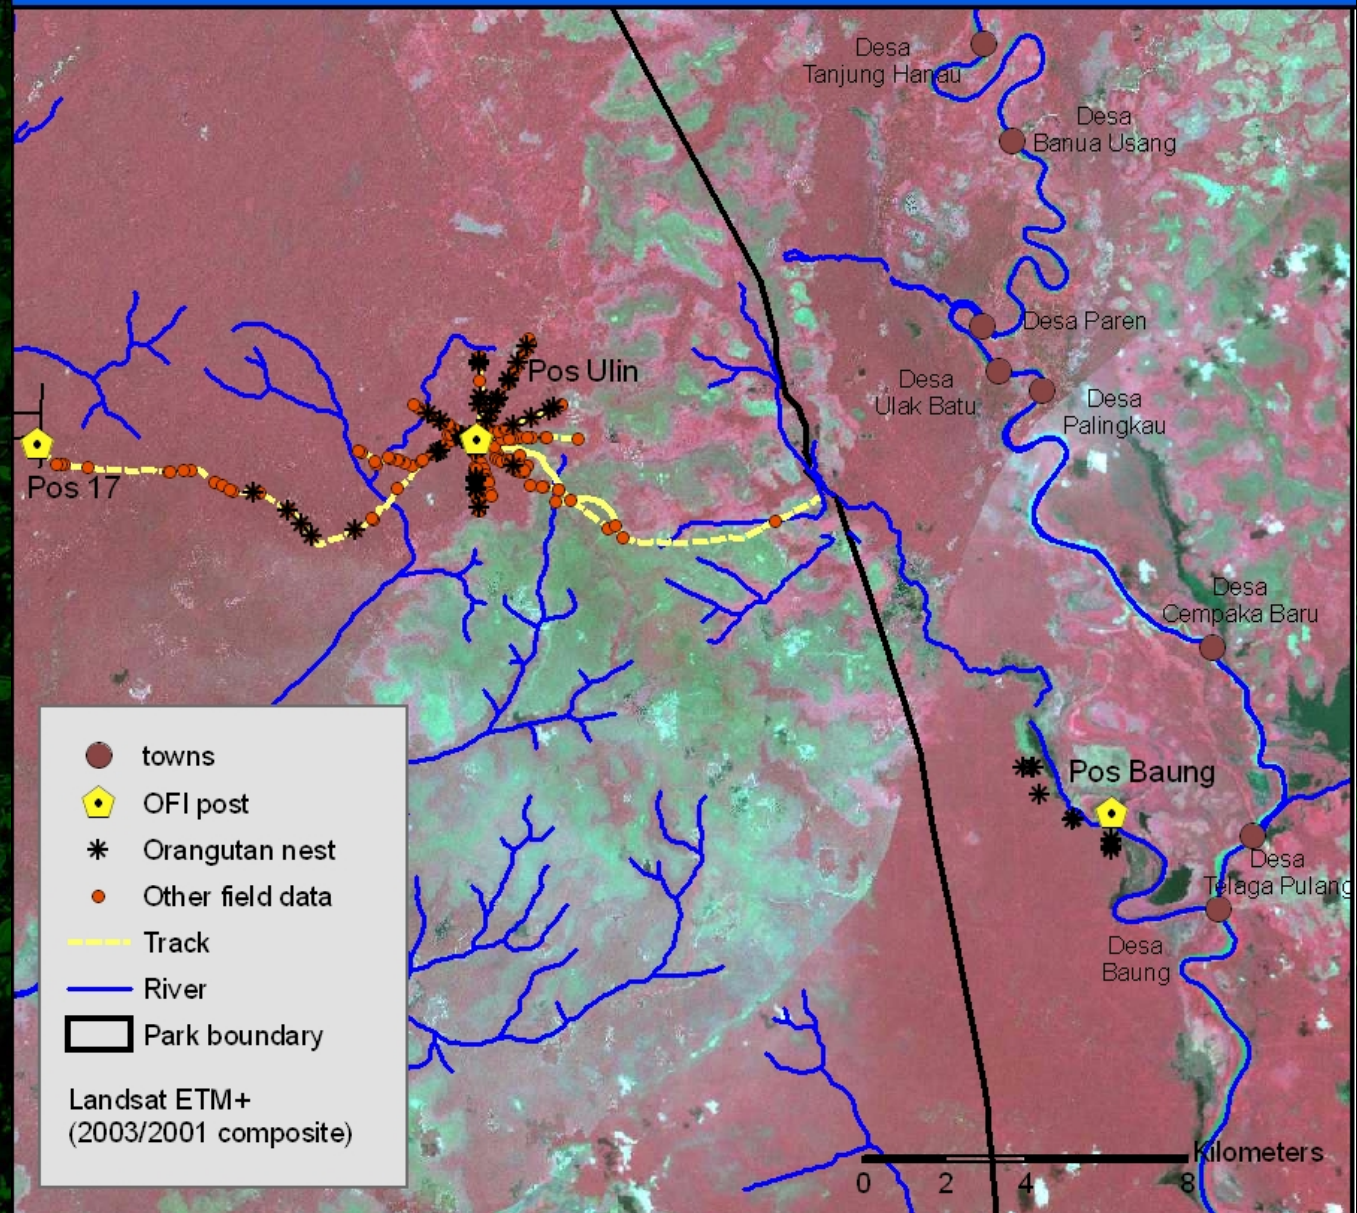 Desa
Tanjung Hanau
Desa
Banua Usang
Desa Paren
Pos Ulin
Desa
Ulak Batu
Desa
Palingkau
Pos 17
Desa
Cempaka Baru
Pos Baung
Desa
Telaga Pulang
Desa
Baung
towns
OFI post
Orangutan nest
Other field data
Track
River
Park boundary
Landsat ETM+
(2003/2001 composite)
Kilometers
0 2 4 8